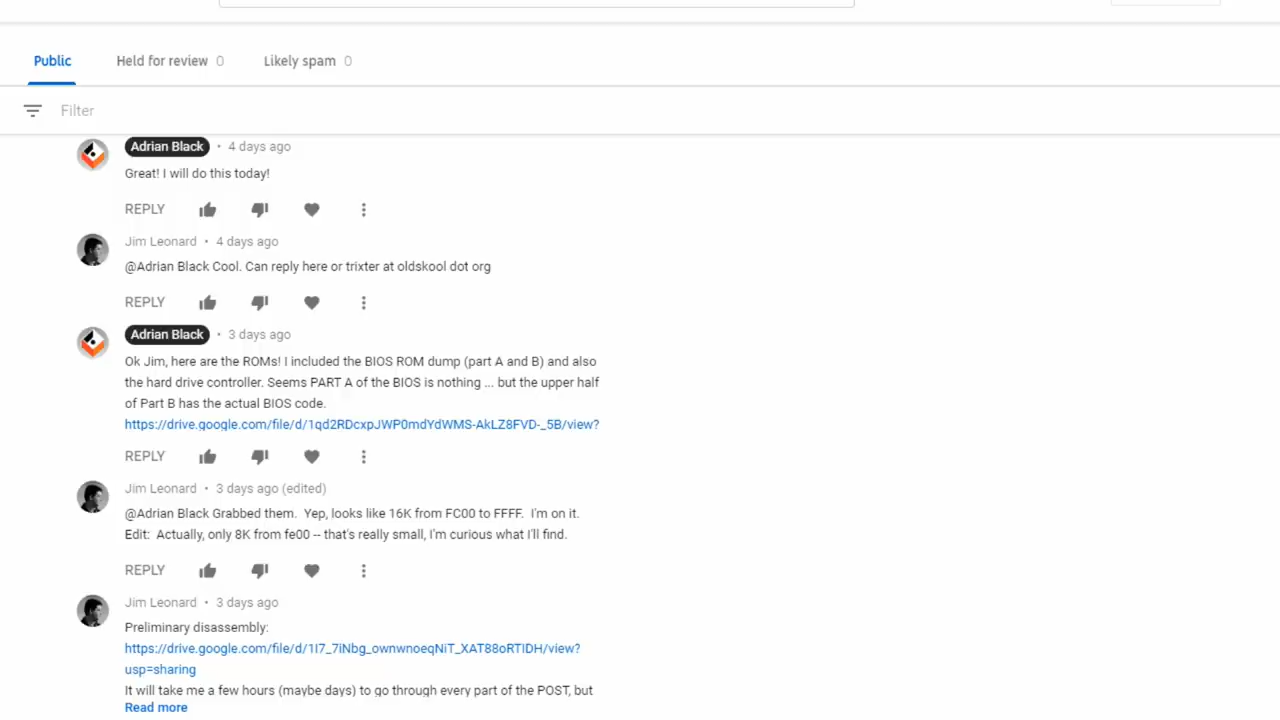 Public Held for review 0 Likely spam 0
Filter
Adrian Black • 4 days ago
Great! I will do this today!
REPLY
Jim Leonard • 4 days ago
@Adrian Black Cool. Can reply here or trixter at oldskool dot org
REPLY
Adrian Black • 3 days ago
Ok Jim, here are the ROMs! I included the BIOS ROM dump (part A and B) and also
the hard drive controller. Seems PART A of the BIOS is nothing ... but the upper half
of Part B has the actual BIOS code.
https://drive.google.com/file/d/1qd2RDcxpJWP0mdYdWMS-AkLZ8FVD-_5B/view?
REPLY
Jim Leonard • 3 days ago (edited)
@Adrian Black Grabbed them.  Yep, looks like 16K from FC00 to FFFF.  I'm on it.
Edit:  Actually, only 8K from fe00 -- that's really small, I'm curious what I'll find.
REPLY
Jim Leonard • 3 days ago
Preliminary disassembly:
https://drive.google.com/file/d/1I7_7iNbg_ownwnoeqNiT_XAT88oRTIDH/view?
usp=sharing
It will take me a few hours (maybe days) to go through every part of the POST, but
Read more